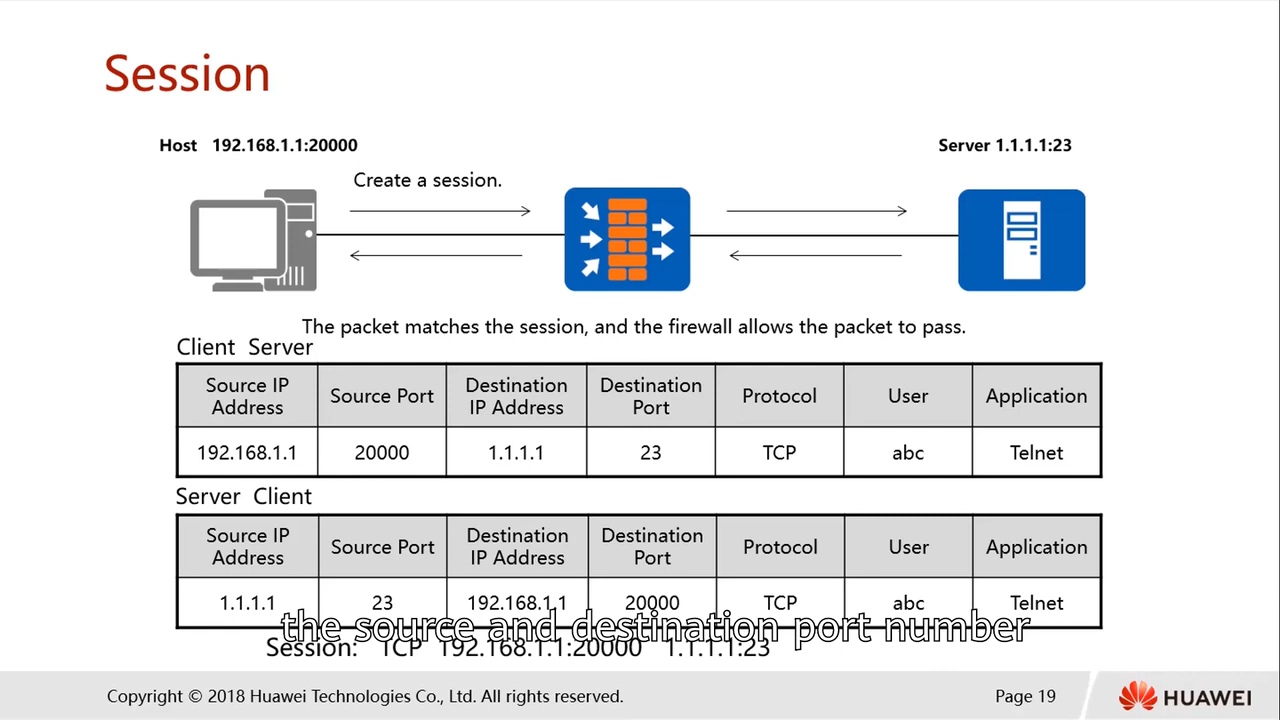 Session
Host 192.168.1.1:20000
Server 1.1.1.1:23
Create a session.
The packet matches the session, and the firewall allows the packet to pass.
Client Server
Source IP Address Source Port Destination IP Address Destination Port Protocol User Application
192.168.1.1 20000 1.1.1.1 23 TCP abc Telnet
Server Client
Source IP Address Source Port Destination IP Address Destination Port Protocol User Application
1.1.1.1 23 192.168.1.1 20000 TCP abc Telnet
the source and destination port number
Session: TCP 192.168.1.1:20000 1.1.1.1:23
Copyright © 2018 Huawei Technologies Co., Ltd. All rights reserved.
Page 19
HUAWEI